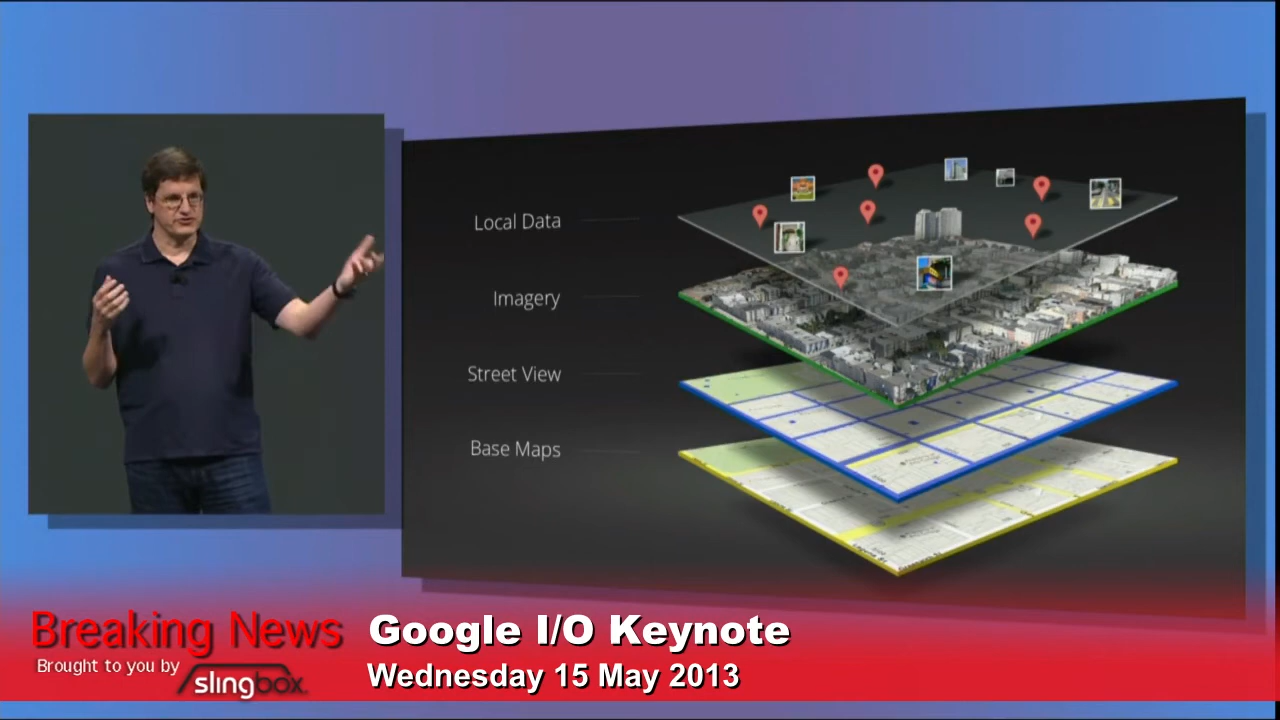 Local Data
Imagery
Street View
Base Maps
Breaking News
Brought to you by
slingbox
Google I/O Keynote
Wednesday 15 May 2013